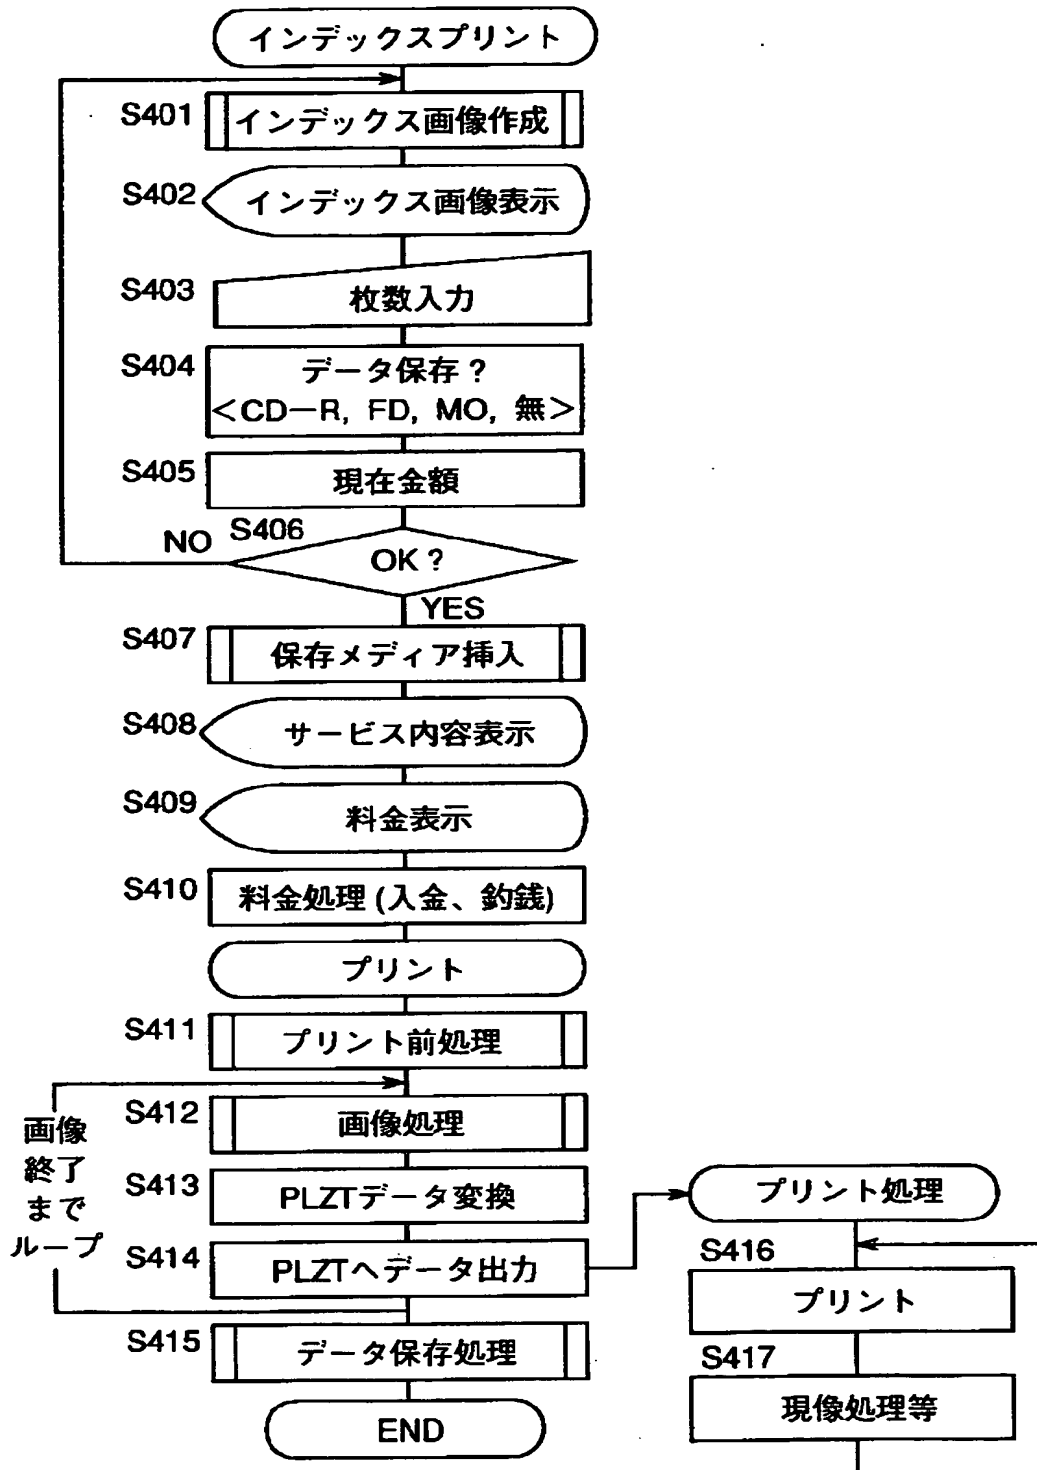 インデックスプリント
S401
インデックス画像作成
S402
インデックス画像表示
S403
枚数入力
S404
データ保存？
＜CD－R, FD, MO, 無＞
S405
現在金額
S406
NO
OK？
YES
S407
保存メディア挿入
S408
サービス内容表示
S409
料金表示
S410
料金処理 (入金、釣銭)
プリント
S411
プリント前処理
画像
終了
まで
ループ
S412
画像処理
S413
PLZTデータ変換
S414
PLZTへデータ出力
S415
データ保存処理
END
プリント処理
S416
プリント
S417
現像処理等